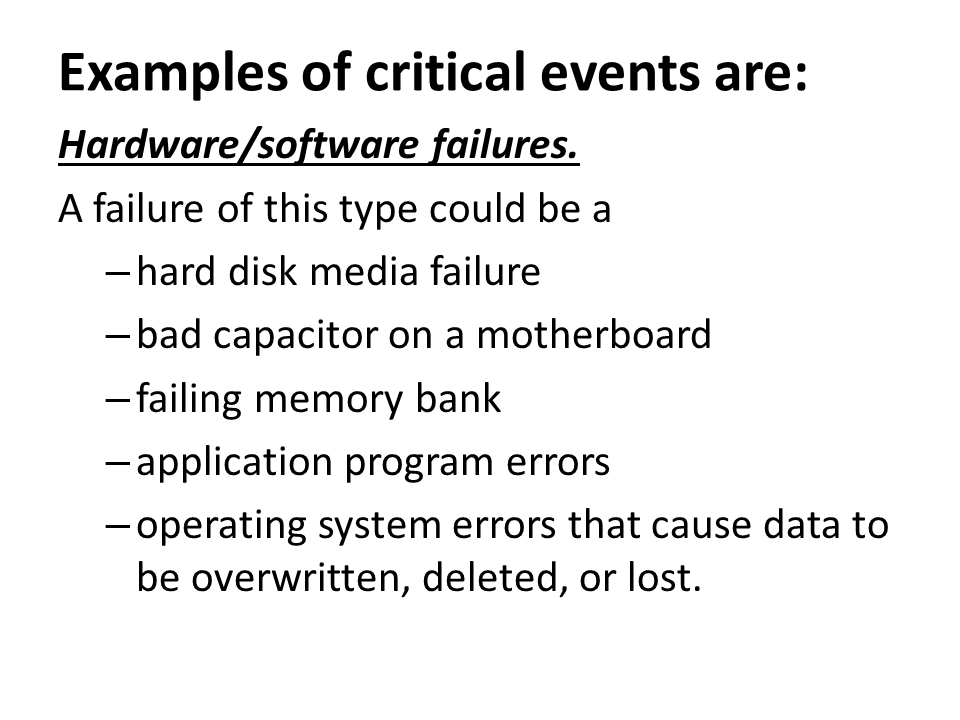 Examples of critical events are:
Hardware/software failures.
A failure of this type could be a
– hard disk media failure
– bad capacitor on a motherboard
– failing memory bank
– application program errors
– operating system errors that cause data to
be overwritten, deleted, or lost.